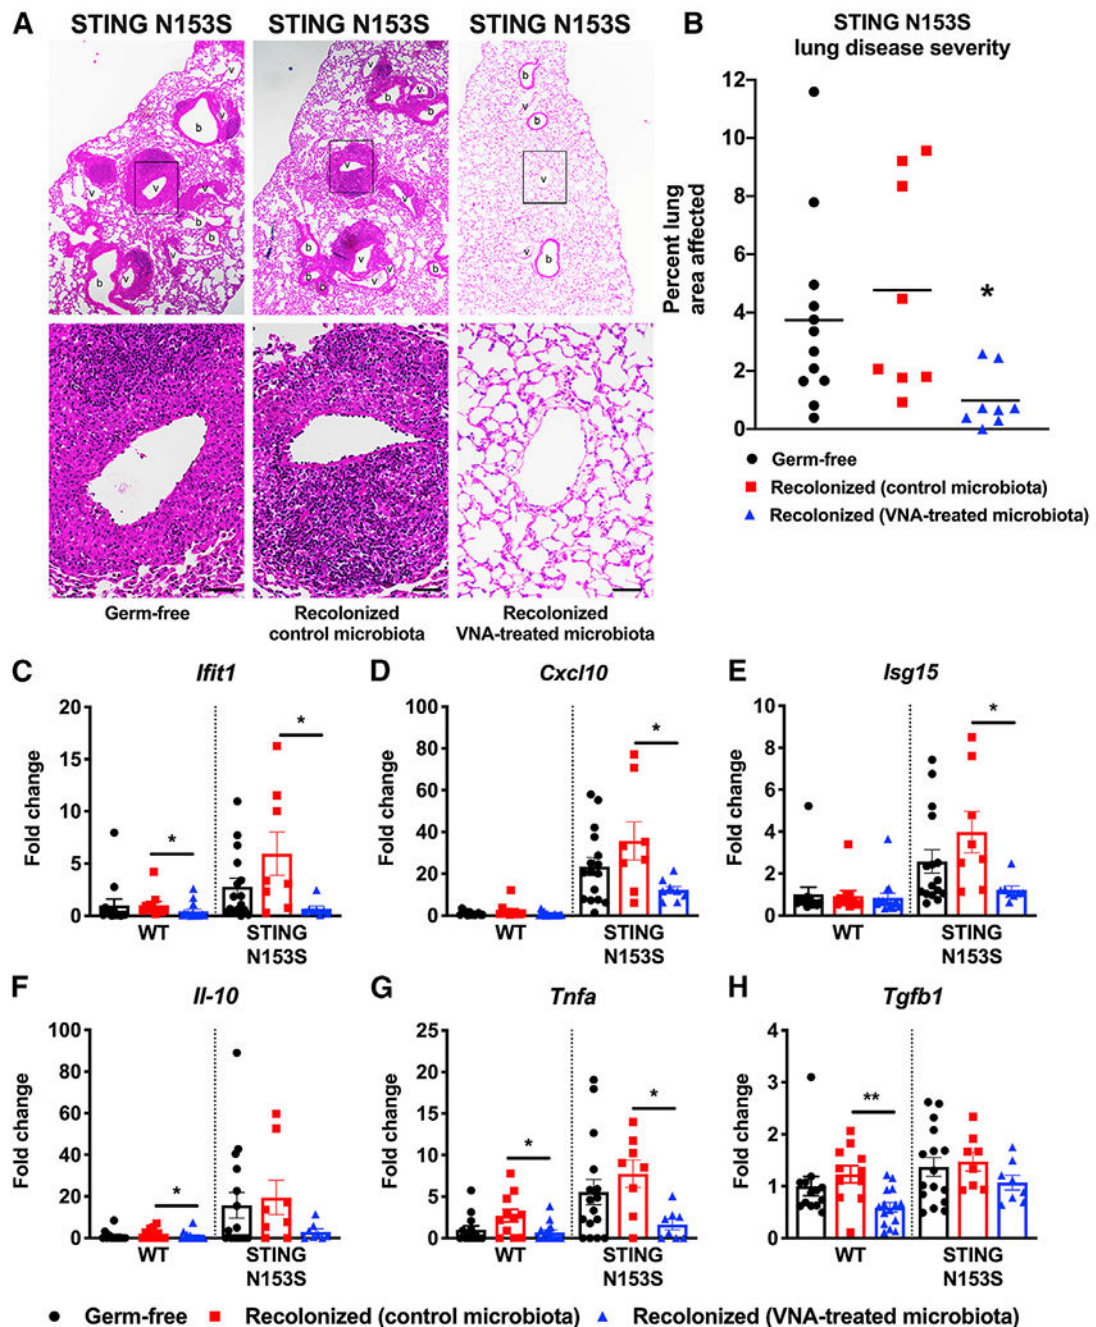 A
STING N153S
STING N153S
STING N153S
v
b
v
v
v
b
b
b
v
b
v
v
b
v
v
b
b
v
b
v
b
b
v
b
v
v
b
Germ-free
Recolonized
control microbiota
Recolonized
VNA-treated microbiota
B
STING N153S
lung disease severity
Percent lung
area affected
12
10
8
6
4
2
0
*
Germ-free
Recolonized (control microbiota)
Recolonized (VNA-treated microbiota)
C
Ifit1
Fold change
20
15
10
5
0
*
*
WT
STING
N153S
D
Cxcl10
Fold change
100
80
60
40
20
0
*
WT
STING
N153S
E
Isg15
Fold change
10
8
6
4
2
0
*
WT
STING
N153S
F
Il-10
Fold change
100
80
60
40
20
0
*
WT
STING
N153S
G
Tnfa
Fold change
25
20
15
10
5
0
*
*
WT
STING
N153S
H
Tgfb1
Fold change
4
3
2
1
0
**
WT
STING
N153S
Germ-free
Recolonized (control microbiota)
Recolonized (VNA-treated microbiota)